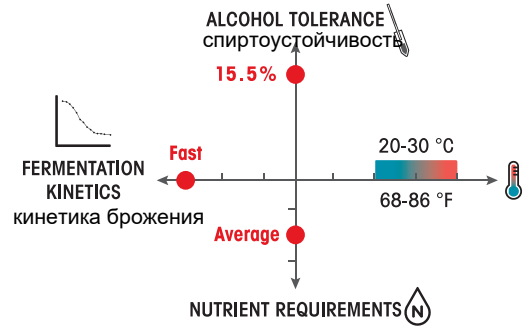 ALCOHOL TOLERANCE
спиртоустойчивость
15.5%
Fast
20-30 °C
FERMENTATION
KINETICS
кинетика брожения
68-86 °F
Average
NUTRIENT REQUIREMENTS
N